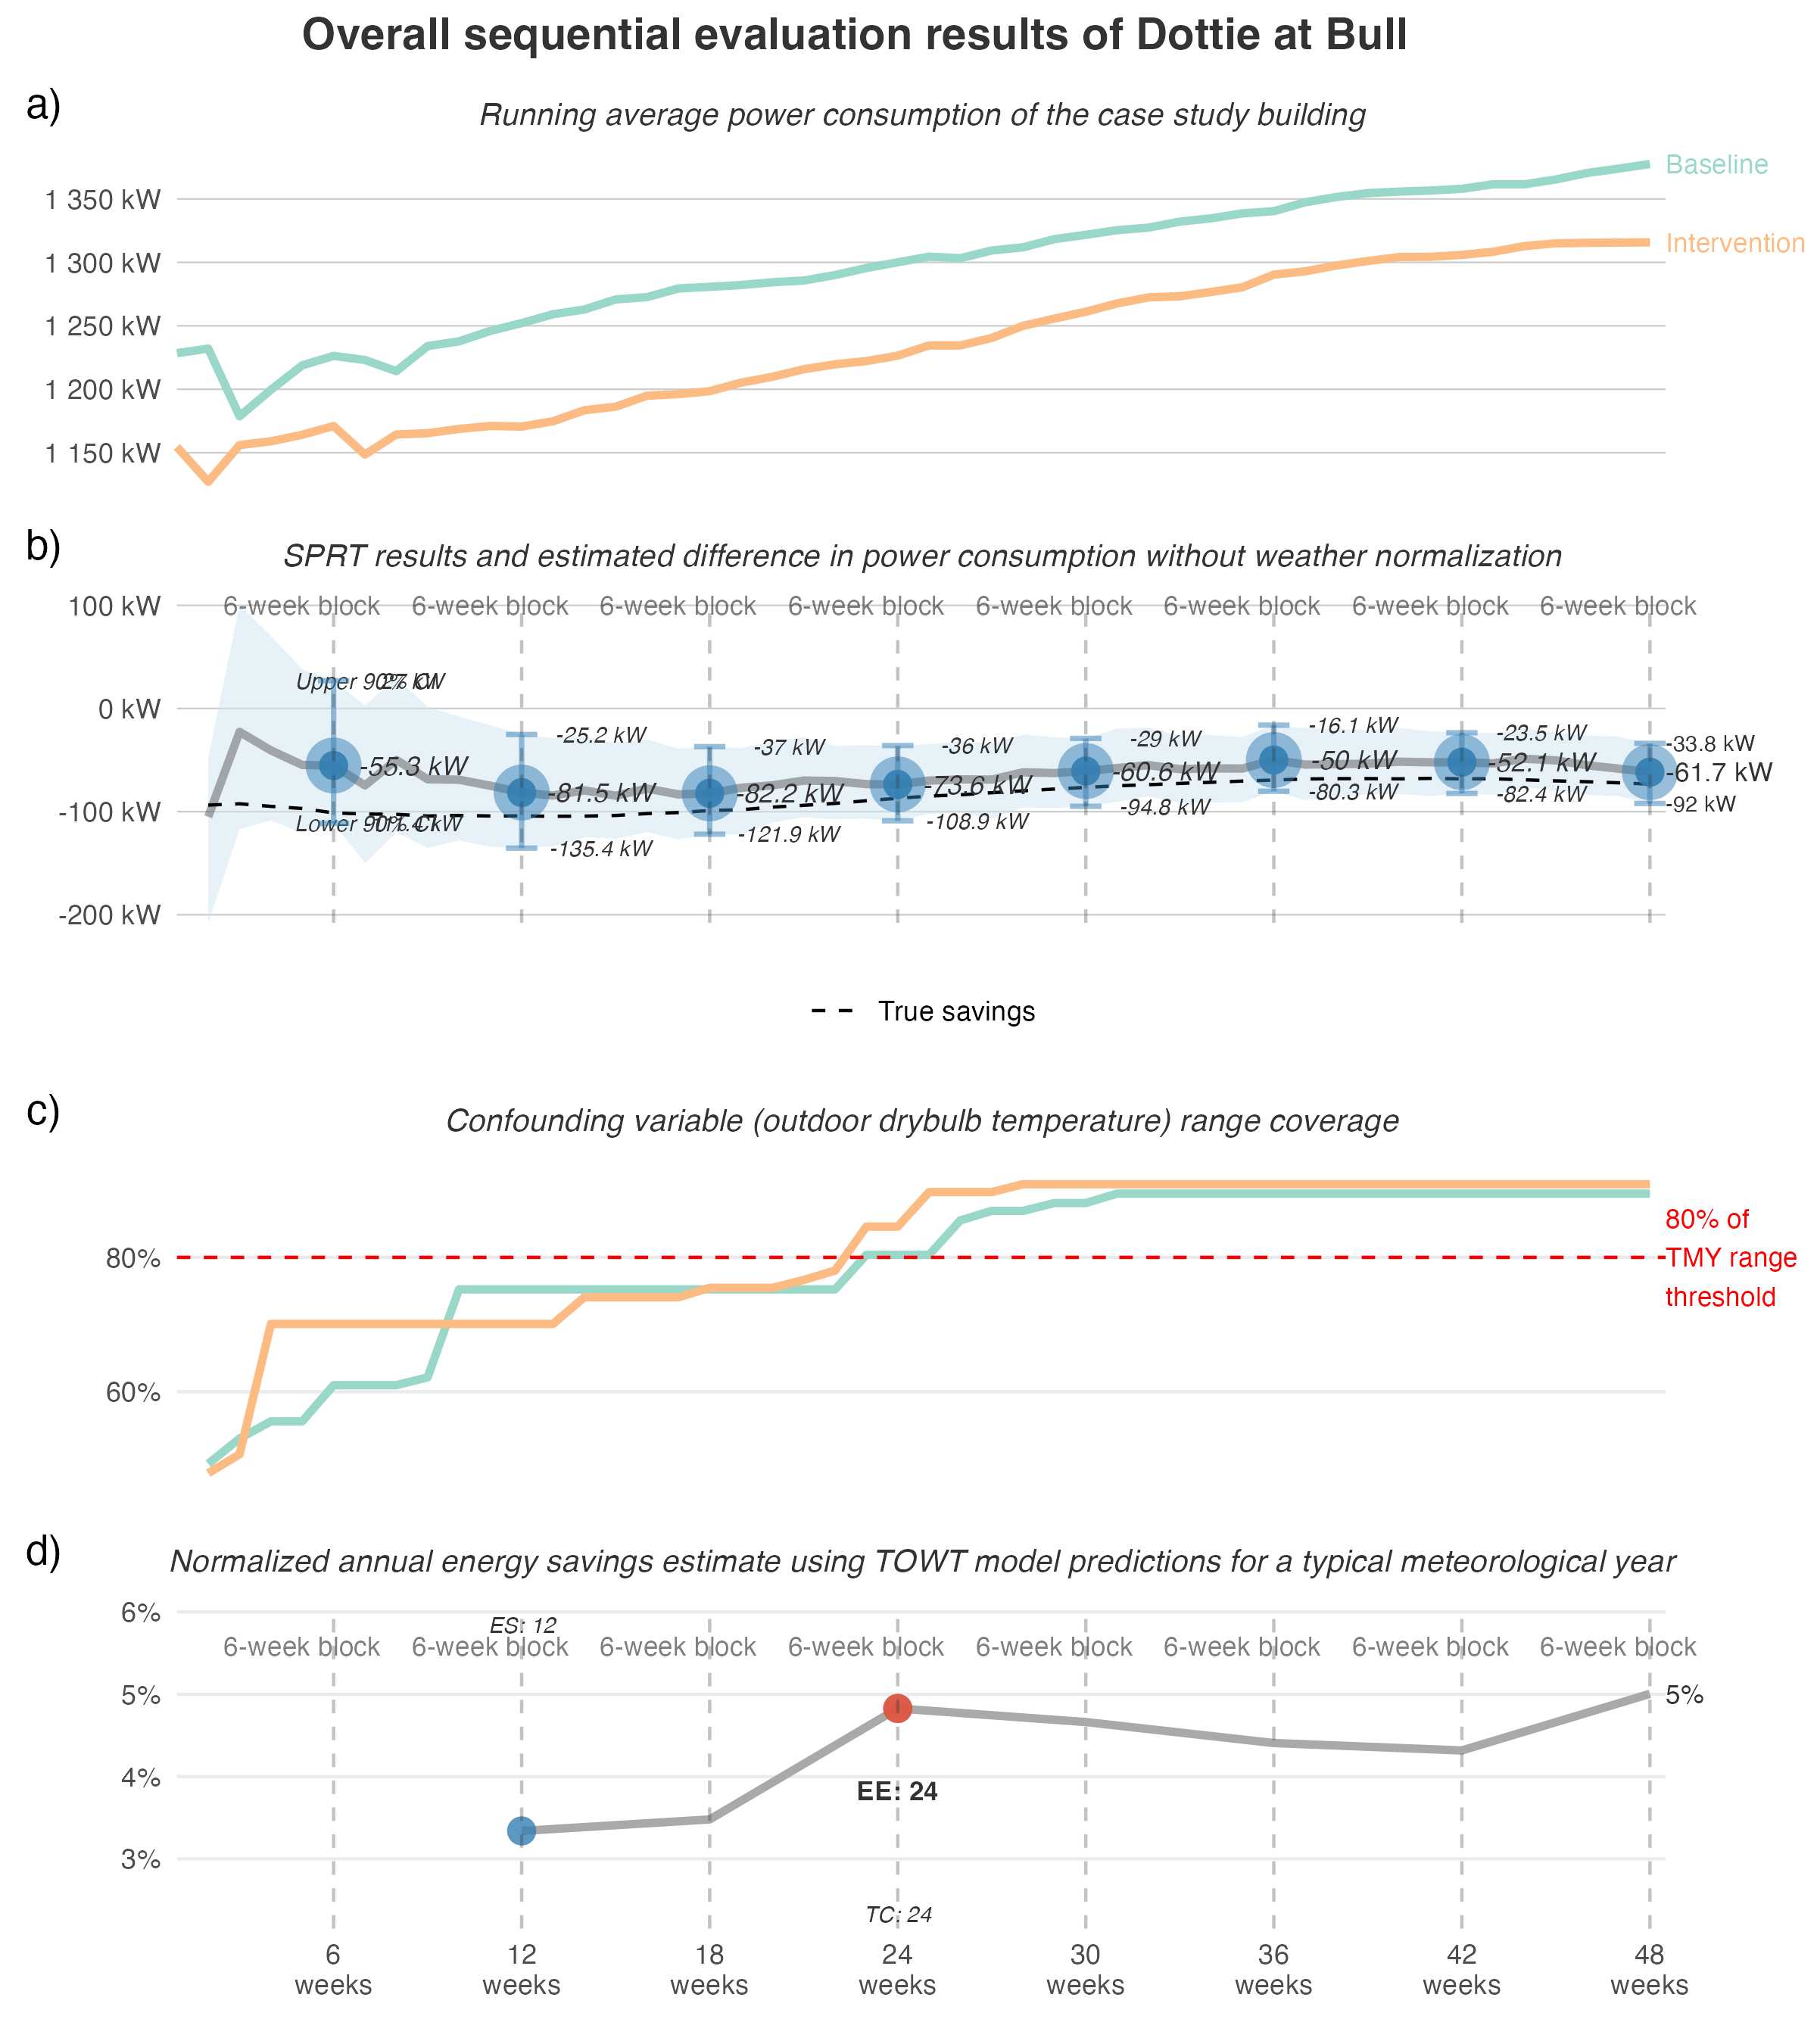 Overall sequential evaluation results of Dottie at Bull
a)
Running average power consumption of the case study building
1 350 kW
1 300 kW
1 250 kW
1 200 kW
1 150 kW
Baseline
Intervention
b)
SPRT results and estimated difference in power consumption without weather normalization
100 kW
0 kW
-100 kW
-200 kW
6-week block 6-week block 6-week block 6-week block 6-week block 6-week block 6-week block 6-week block
Upper 90% CI
27 kW
-25.2 kW
-37 kW
-36 kW
-29 kW
-16.1 kW
-23.5 kW
-33.8 kW
-55.3 kW
-81.5 kW
-82.2 kW
-73.6 kW
-60.6 kW
-50 kW
-52.1 kW
-61.7 kW
Lower 90% CI
-135.4 kW
-121.9 kW
-108.9 kW
-94.8 kW
-80.3 kW
-82.4 kW
-92 kW
True savings
c)
Confounding variable (outdoor drybulb temperature) range coverage
80%
60%
80% of
TMY range
threshold
d)
Normalized annual energy savings estimate using TOWT model predictions for a typical meteorological year
6%
5%
4%
3%
ES: 12
6-week block 6-week block 6-week block 6-week block 6-week block 6-week block 6-week block 6-week block
5%
EE: 24
TC: 24
6 weeks
12 weeks
18 weeks
24 weeks
30 weeks
36 weeks
42 weeks
48 weeks